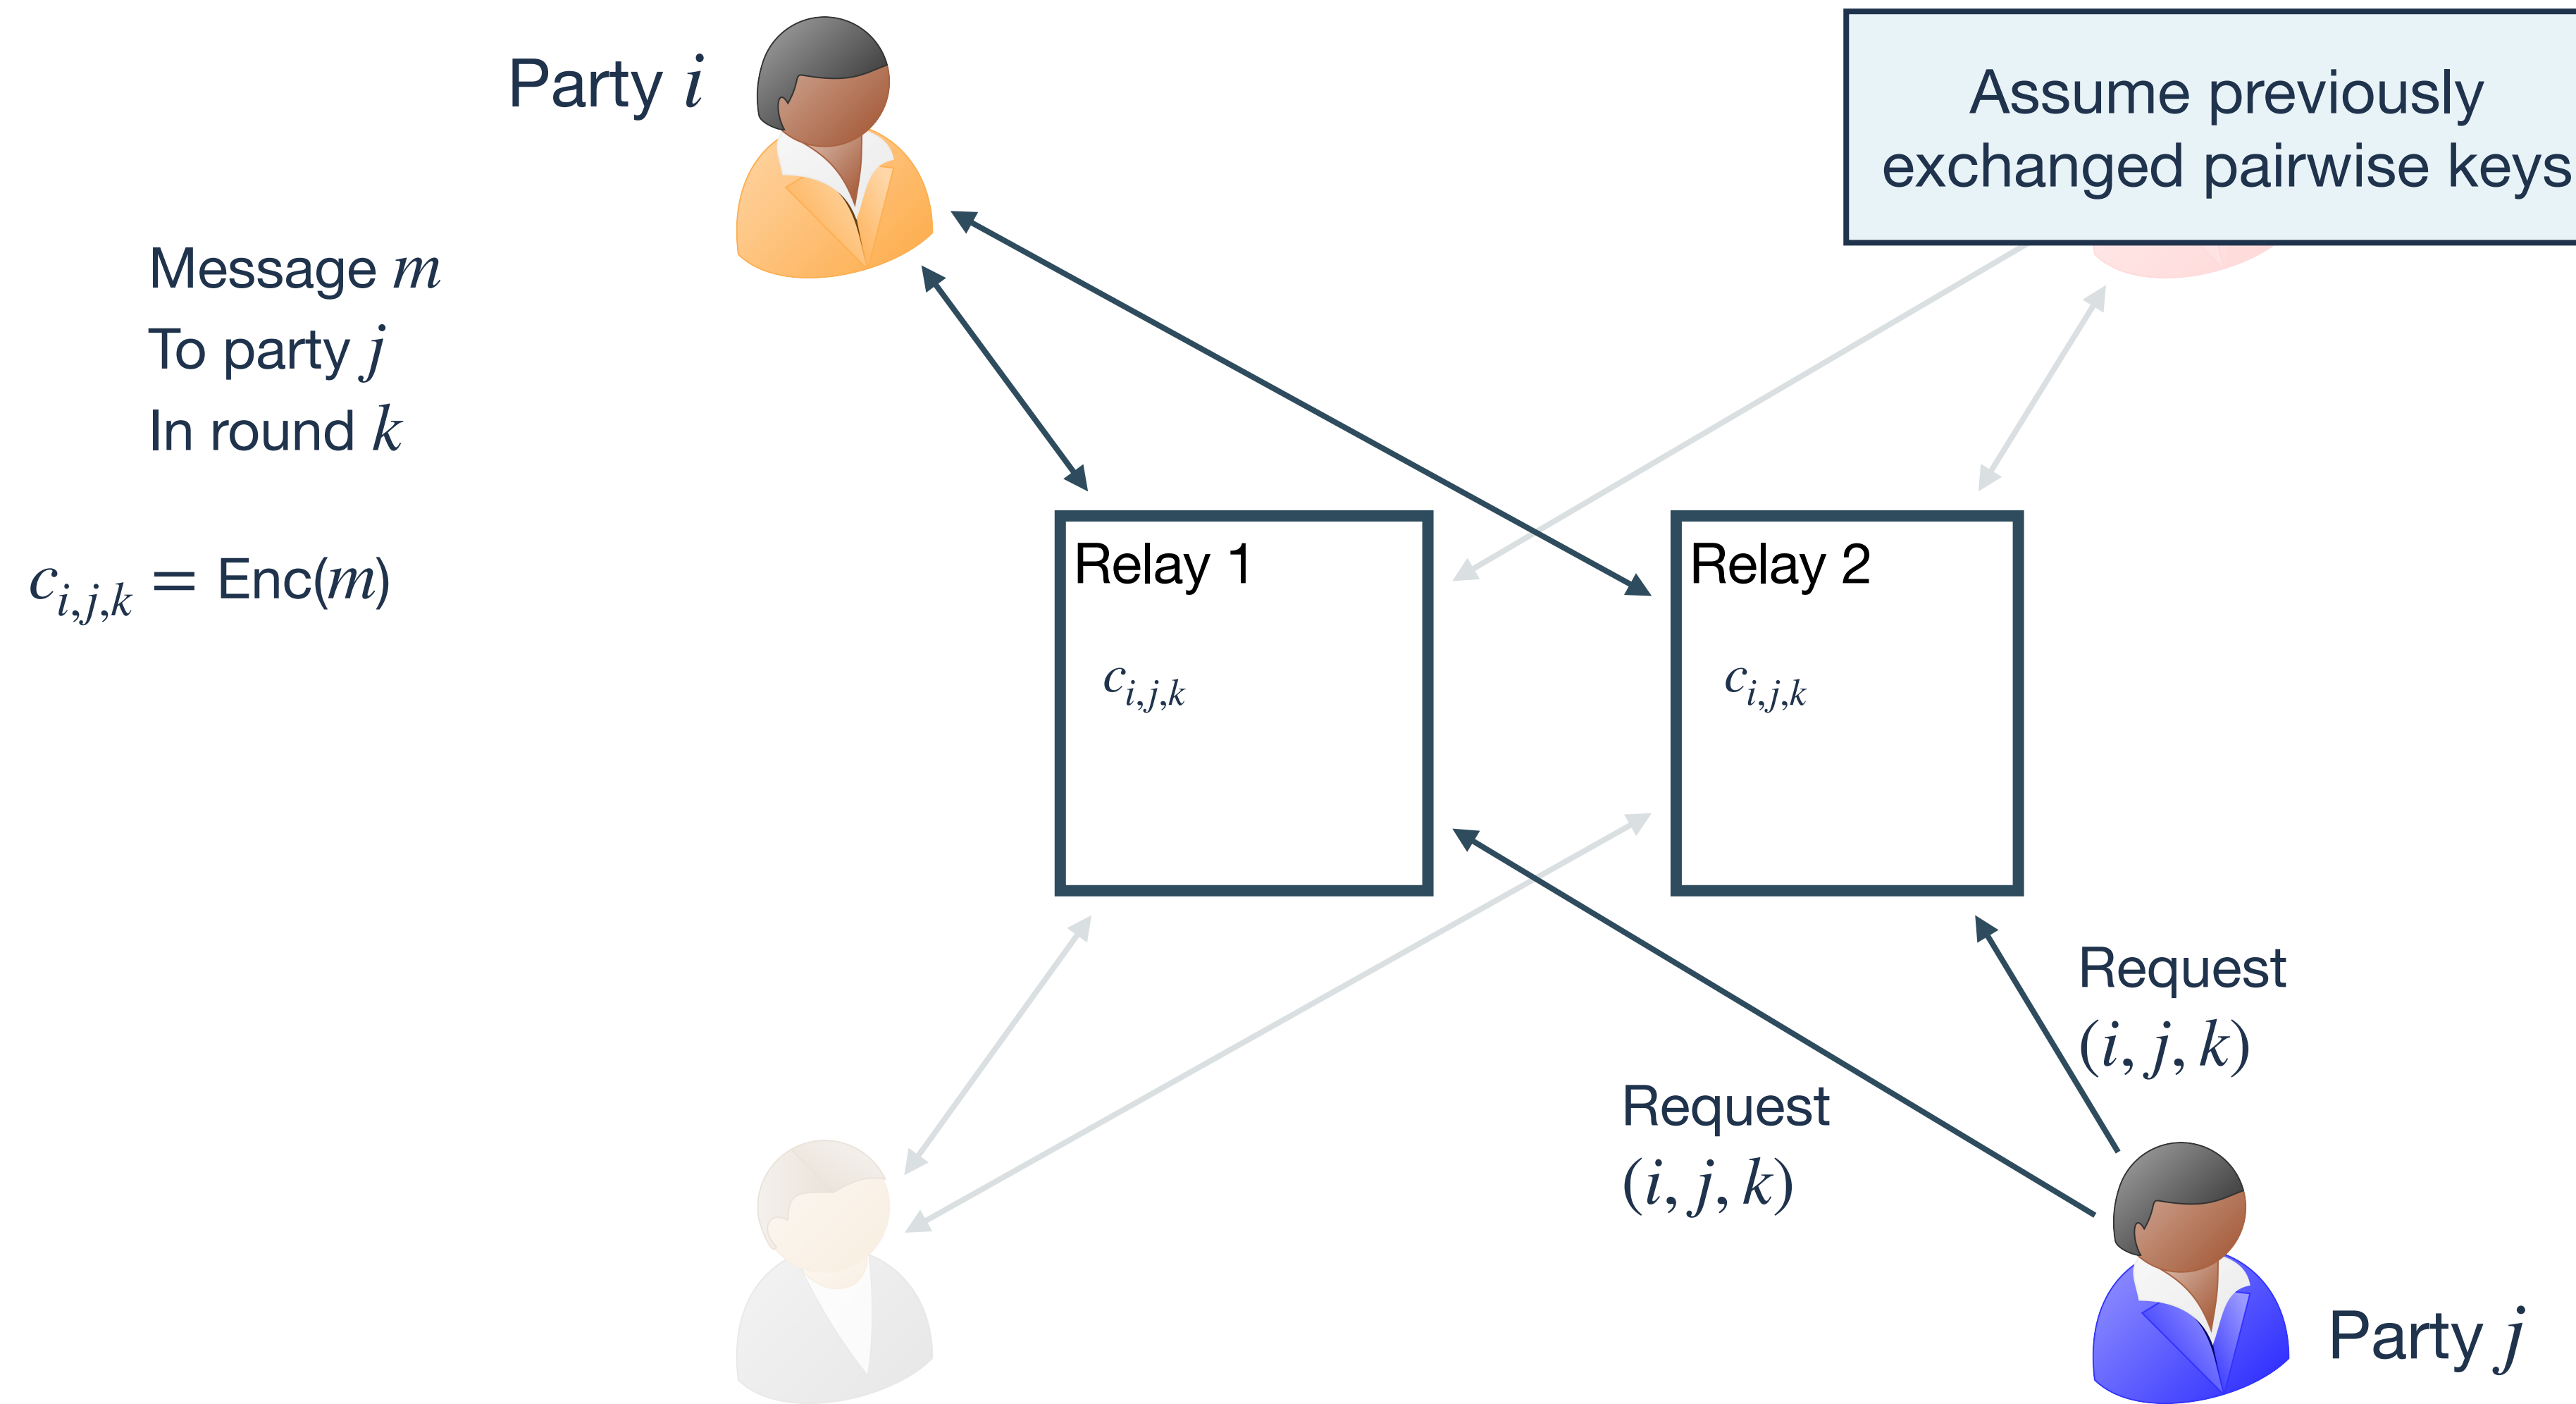 Party i
Assume previously
exchanged pairwise keys
Message m
To party j
In round k
c_{i,j,k} = Enc(m)
Relay 1
c_{i,j,k}
Relay 2
c_{i,j,k}
Request
(i, j, k)
Request
(i, j, k)
Party j